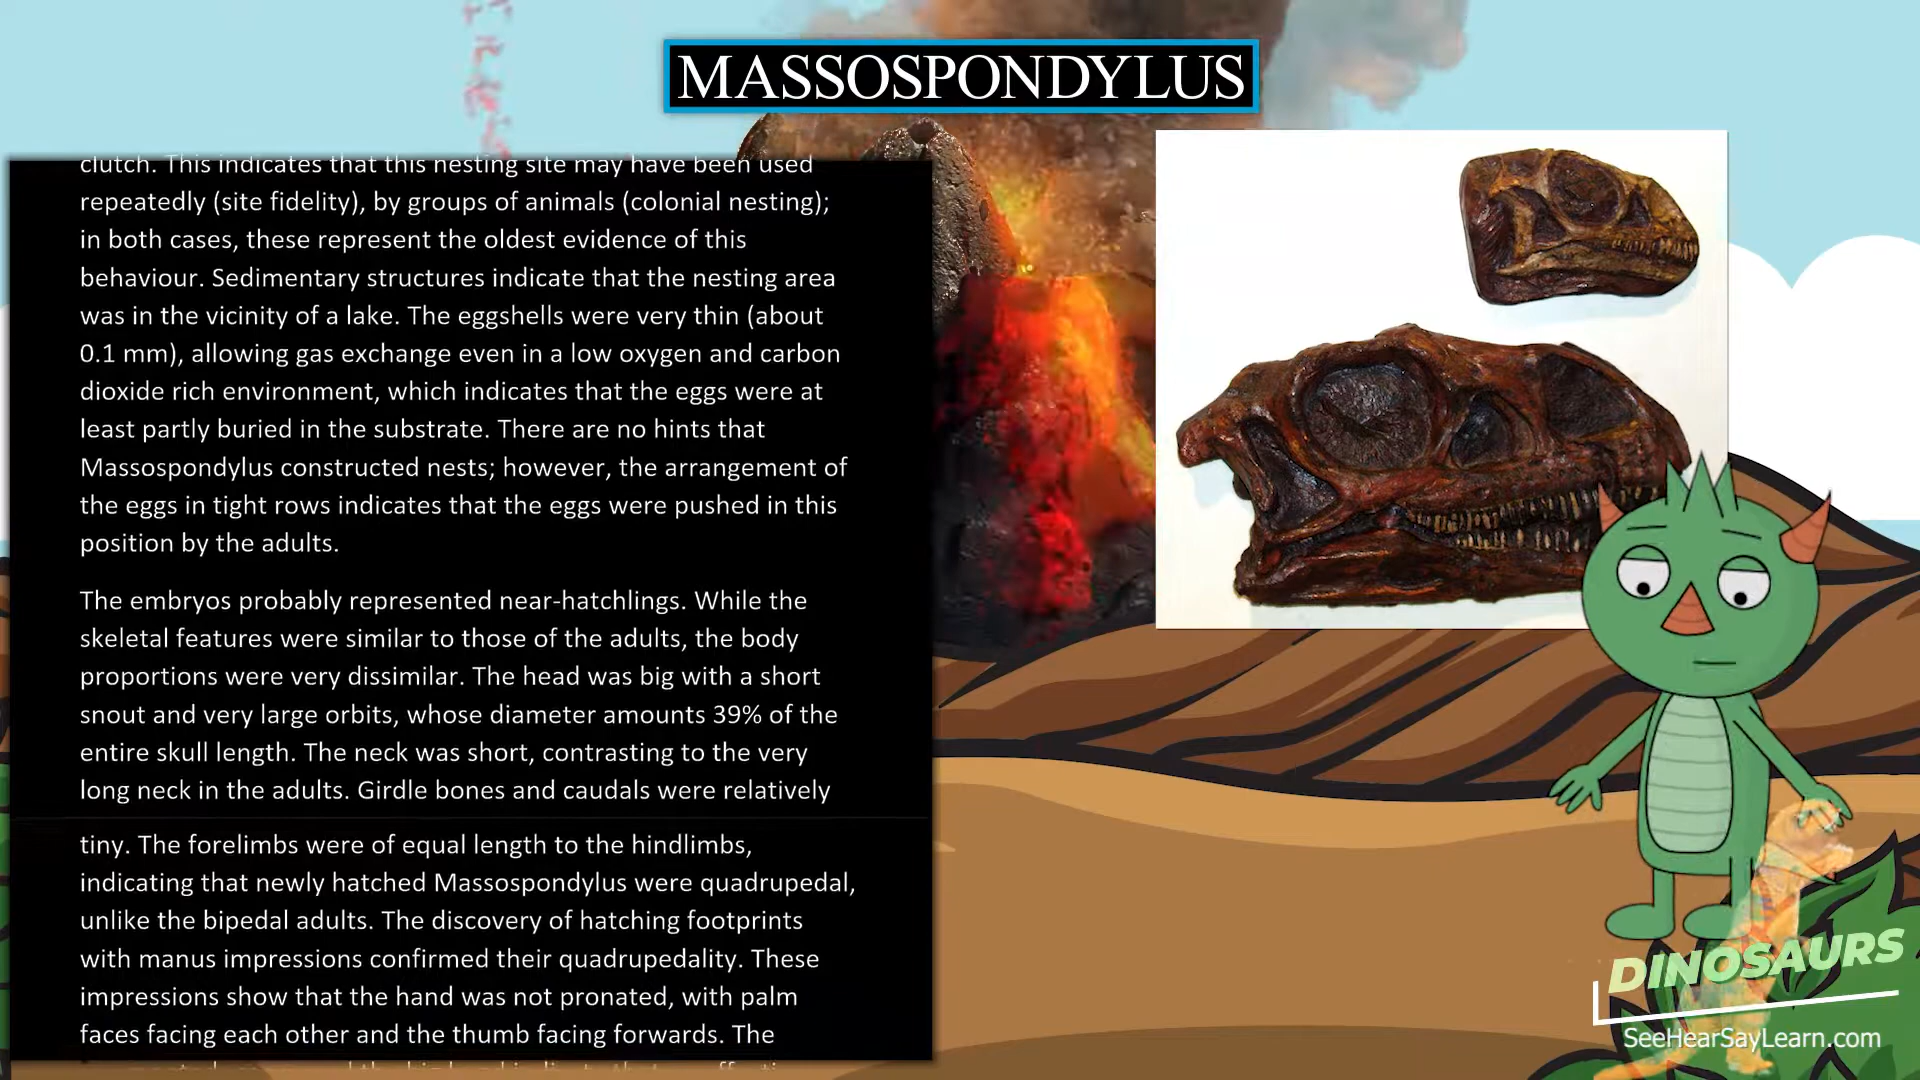 MASSOSPONDYLUS
clutch. This indicates that this nesting site may have been used
repeatedly (site fidelity), by groups of animals (colonial nesting);
in both cases, these represent the oldest evidence of this
behaviour. Sedimentary structures indicate that the nesting area
was in the vicinity of a lake. The eggshells were very thin (about
0.1 mm), allowing gas exchange even in a low oxygen and carbon
dioxide rich environment, which indicates that the eggs were at
least partly buried in the substrate. There are no hints that
Massospondylus constructed nests; however, the arrangement of
the eggs in tight rows indicates that the eggs were pushed in this
position by the adults.
The embryos probably represented near-hatchlings. While the
skeletal features were similar to those of the adults, the body
proportions were very dissimilar. The head was big with a short
snout and very large orbits, whose diameter amounts 39% of the
entire skull length. The neck was short, contrasting to the very
long neck in the adults. Girdle bones and caudals were relatively
tiny. The forelimbs were of equal length to the hindlimbs,
indicating that newly hatched Massospondylus were quadrupedal,
unlike the bipedal adults. The discovery of hatching footprints
with manus impressions confirmed their quadrupedality. These
impressions show that the hand was not pronated, with palm
faces facing each other and the thumb facing forwards. The
DINOSAURS
SeeHearSayLearn.com